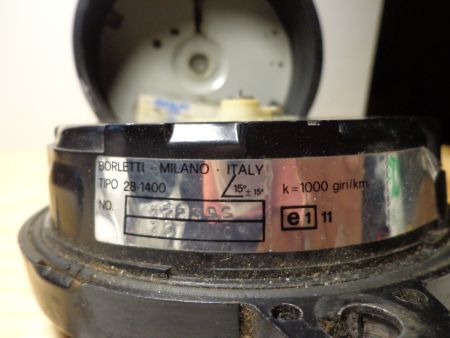 BORLETTI - MILANO · ITALY
TIPO 28·1400
15° ± 15°
k = 1000 giri/km
NO.
e1 11